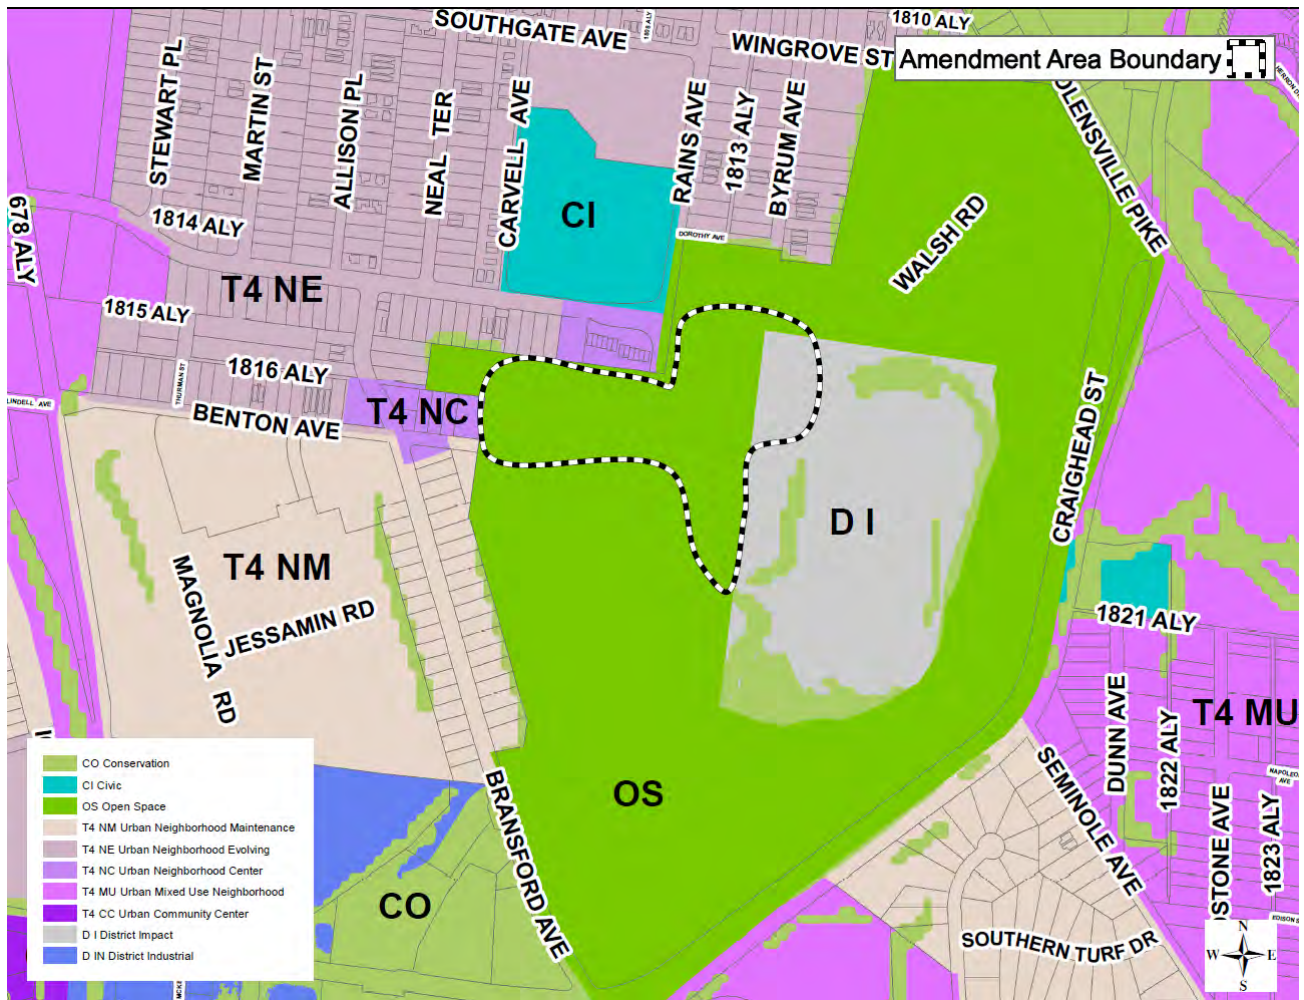 SOUTHGATE AVE
1810 ALY
WINGROVE ST
Amendment Area Boundary
STEWART PL
MARTIN ST
ALLISON PL
NEAL TER
CARVELL AVE
RAINS AVE
1813 ALY
BYRUM AVE
OLENSVILLE PIKE
678 ALY
1814 ALY
CI
DOROTHY AVE
WALSH RD
T4 NE
1815 ALY
1816 ALY
THURMAN ST
LINDELL AVE
BENTON AVE
T4 NC
CRAIGHEAD ST
D I
T4 NM
MAGNOLIA RD
JESSAMIN RD
1821 ALY
DUNN AVE
1822 ALY
T4 MU
SEMINOLE AVE
OSTONE AVE
1823 ALY
OS
BRANSFORD AVE
CO
SOUTHERN TURF DR
CO Conservation
CI Civic
OS Open Space
T4 NM Urban Neighborhood Maintenance
T4 NE Urban Neighborhood Evolving
T4 NC Urban Neighborhood Center
T4 MU Urban Mixed Use Neighborhood
T4 CC Urban Community Center
D I District Impact
D IN District Industrial
N
W E
S